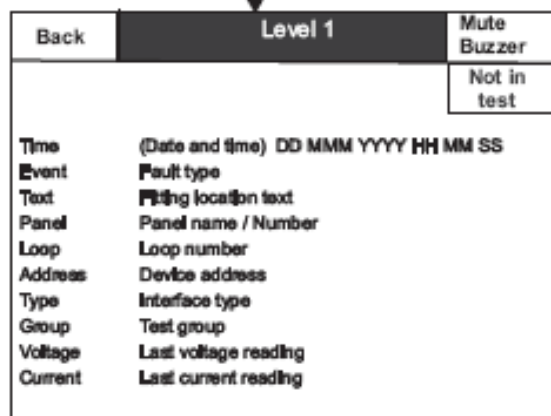 Back
Level 1
Mute
Buzzer
Not in
test
Time (Date and time) DD MMM YYYY HH MM SS
Event Fault type
Text Fitting location text
Panel Panel name / Number
Loop Loop number
Address Device address
Type Interface type
Group Test group
Voltage Last voltage reading
Current Last current reading